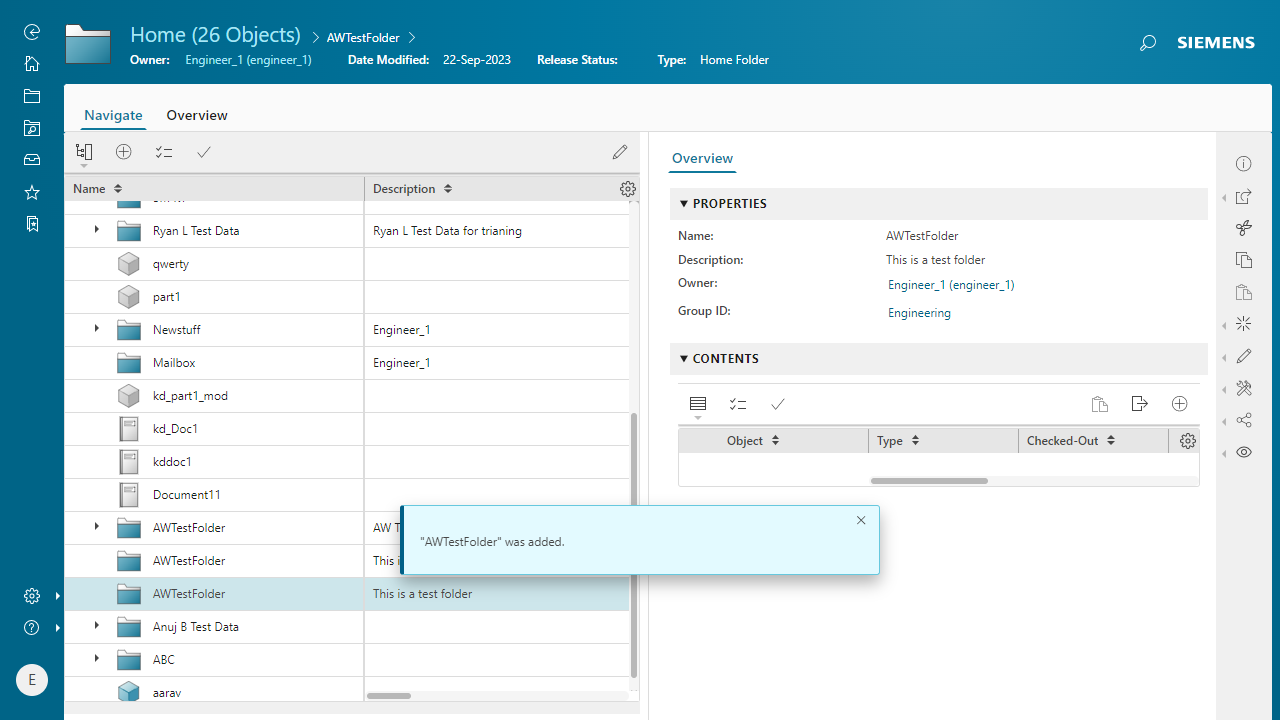 Home (26 Objects)
AWTestFolder
SIEMENS
Owner: Engineer_1 (engineer_1) Date Modified: 22-Sep-2023 Release Status: Type: Home Folder
Navigate Overview
Overview
Name Description
PROPERTIES
Ryan L Test Data Ryan L Test Data for trianing
qwerty
part1
Newstuff Engineer_1
Mailbox Engineer_1
kd_part1_mod
kd_Doc1
kddoc1
Document11
AWTestFolder AW T
AWTestFolder This i
AWTestFolder This is a test folder
Anuj B Test Data
ABC
aarav
Name: AWTestFolder
Description: This is a test folder
Owner: Engineer_1 (engineer_1)
Group ID: Engineering
CONTENTS
Object Type Checked-Out
"AWTestFolder" was added.
E